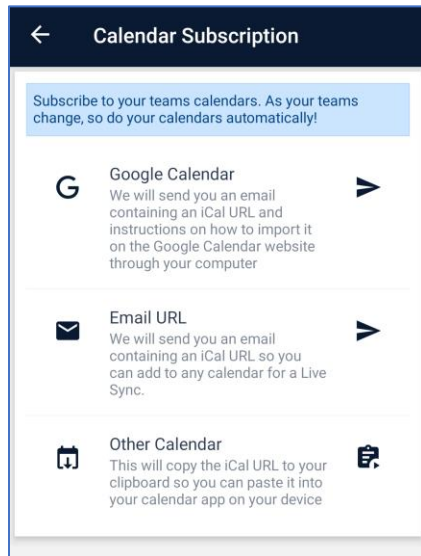 Calendar Subscription
Subscribe to your teams calendars. As your teams
change, so do your calendars automatically!
Google Calendar
We will send you an email
containing an iCal URL and
instructions on how to import it
on the Google Calendar website
through your computer
Email URL
We will send you an email
containing an iCal URL so you
can add to any calendar for a Live
Sync.
Other Calendar
This will copy the iCal URL to your
clipboard so you can paste it into
your calendar app on your device